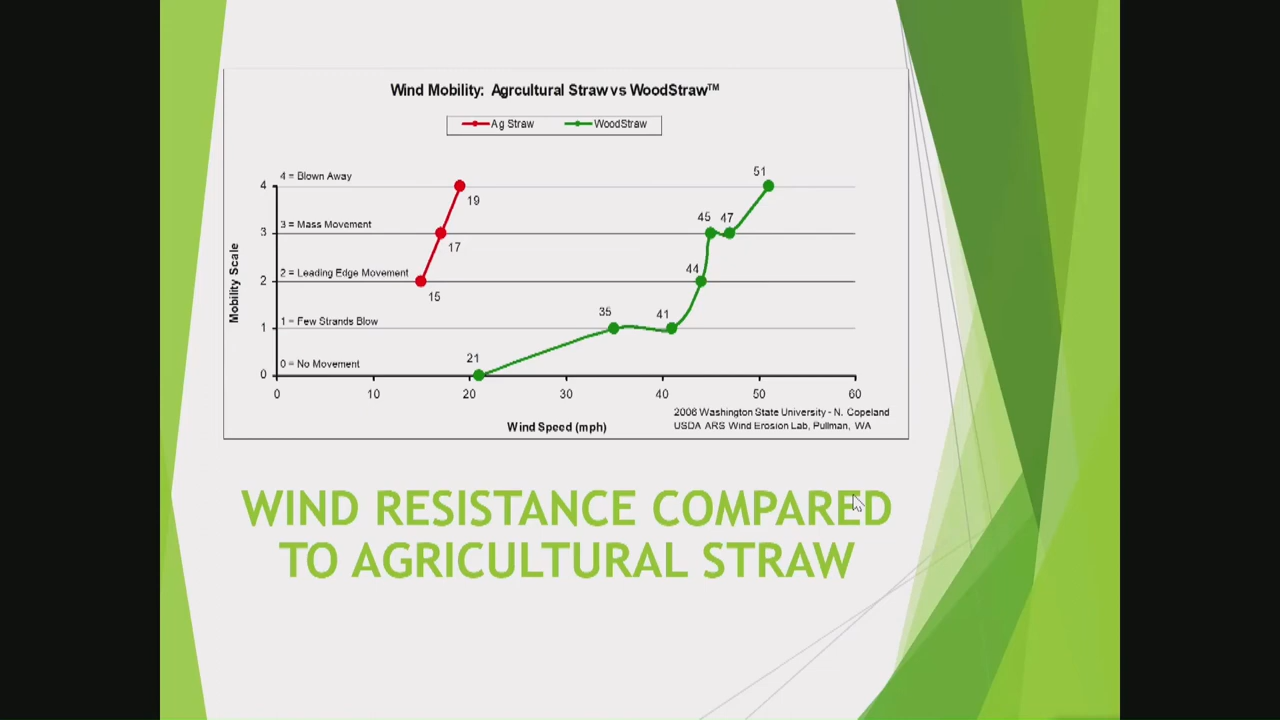 Wind Mobility: Agrcultural Straw vs WoodStraw™
Ag Straw WoodStraw
51
4 4 = Blown Away
19
45 47
3 3 = Mass Movement
17
44
2 2 = Leading Edge Movement
15
35 41
1 1 = Few Strands Blow
21
0 0 = No Movement
0 10 20 30 40 50 60
Mobility Scale
Wind Speed (mph)
2006 Washington State University - N. Copeland
USDA ARS Wind Erosion Lab, Pullman, WA
WIND RESISTANCE COMPARED
TO AGRICULTURAL STRAW